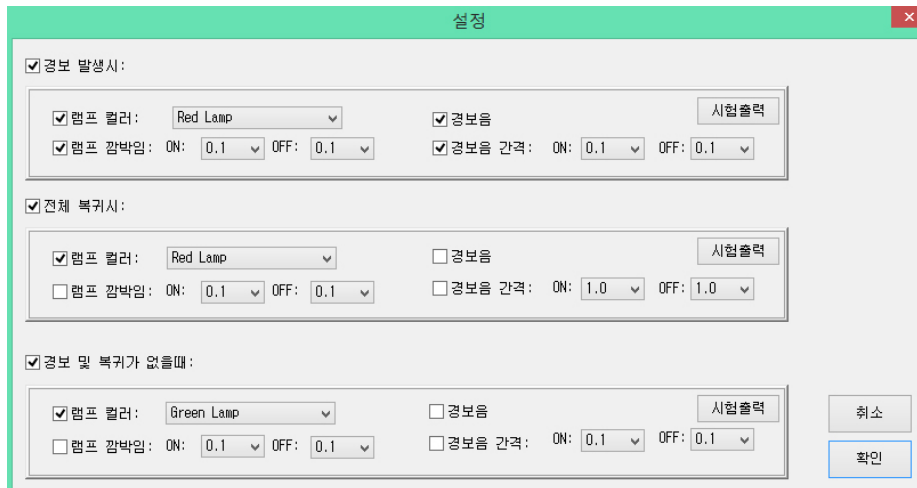 설정
경보 발생시:
램프 컬러: Red Lamp 경보음 시험출력
램프 깜박임: ON: 0.1 OFF: 0.1 경보음 간격: ON: 0.1 OFF: 0.1
전체 복귀시:
램프 컬러: Red Lamp 경보음 시험출력
램프 깜박임: ON: 0.1 OFF: 0.1 경보음 간격: ON: 1.0 OFF: 1.0
경보 및 복귀가 없을때:
램프 컬러: Green Lamp 경보음 시험출력
램프 깜박임: ON: 0.1 OFF: 0.1 경보음 간격: ON: 0.1 OFF: 0.1
취소
확인